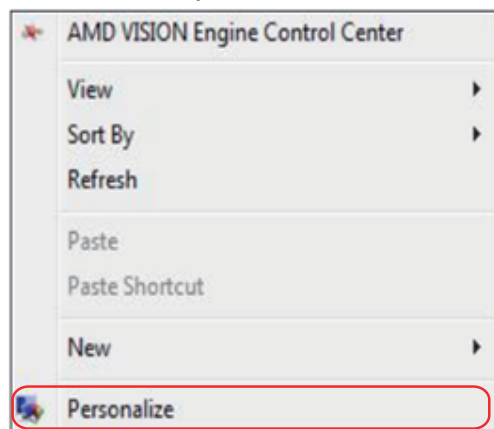 AMD VISION Engine Control Center
View
Sort By
Refresh
Paste
Paste Shortcut
New
Personalize